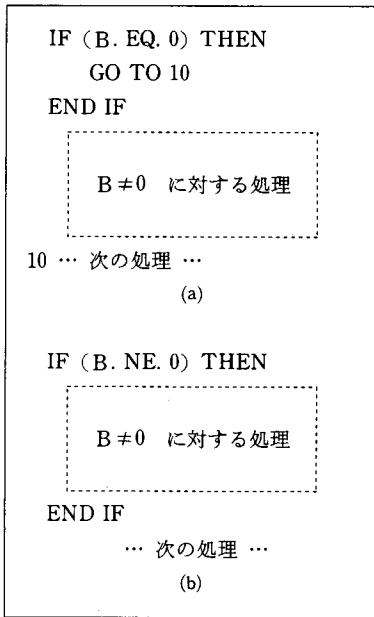 IF (B. EQ. 0) THEN
GO TO 10
END IF
B≠0 に対する処理
10 … 次の処理 …
(a)
IF (B. NE. 0) THEN
B≠0 に対する処理
END IF
… 次の処理 …
(b)